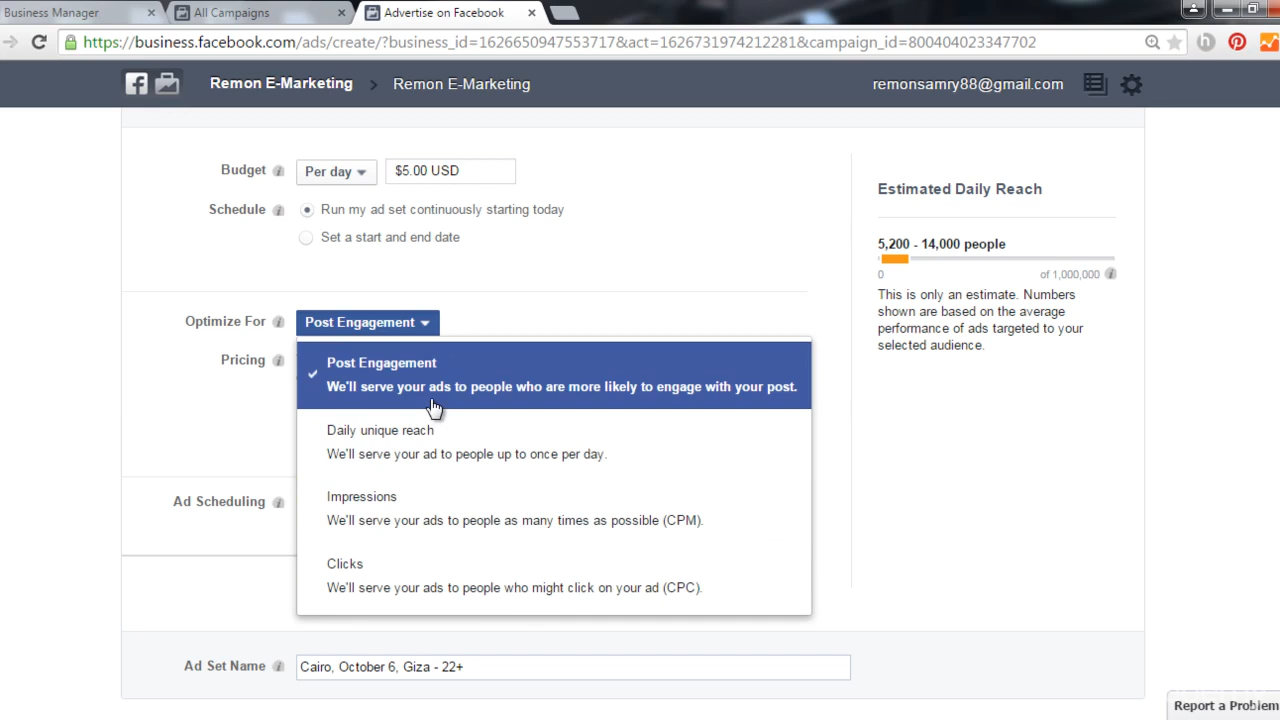 Business Manager
All Campaigns
Advertise on Facebook
https://business.facebook.com/ads/create/?business_id=1626650947553717&act=1626731974212281&campaign_id=800404023347702
Remon E-Marketing > Remon E-Marketing
remonsamry88@gmail.com
Budget
Per day
$5.00 USD
Schedule
Run my ad set continuously starting today
Set a start and end date
Estimated Daily Reach
5,200 - 14,000 people
0
of 1,000,000
This is only an estimate. Numbers
shown are based on the average
performance of ads targeted to your
selected audience.
Optimize For
Post Engagement
Pricing
Post Engagement
We'll serve your ads to people who are more likely to engage with your post.
Daily unique reach
We'll serve your ad to people up to once per day.
Impressions
We'll serve your ads to people as many times as possible (CPM).
Clicks
We'll serve your ads to people who might click on your ad (CPC).
Ad Scheduling
Ad Set Name
Cairo, October 6, Giza - 22+
Report a Problem